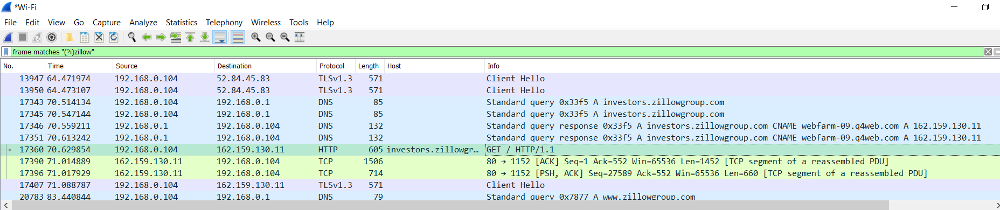 *Wi-Fi
File Edit View Go Capture Analyze Statistics Telephony Wireless Tools Help
frame matches "(?i)zillow"
No. Time Source Destination Protocol Length Host Info
13947 64.471974 192.168.0.104 52.84.45.83 TLSv1.3 571 Client Hello
13950 64.473107 192.168.0.104 52.84.45.83 TLSv1.3 571 Client Hello
17343 70.514134 192.168.0.104 192.168.0.1 DNS 85 Standard query 0x33f5 A investors.zillowgroup.com
17345 70.547144 192.168.0.104 192.168.0.1 DNS 85 Standard query 0x33f5 A investors.zillowgroup.com
17346 70.559211 192.168.0.1 192.168.0.104 DNS 132 Standard query response 0x33f5 A investors.zillowgroup.com CNAME webfarm-09.q4web.com A 162.159.130.11
17351 70.613242 192.168.0.1 192.168.0.104 DNS 132 Standard query response 0x33f5 A investors.zillowgroup.com CNAME webfarm-09.q4web.com A 162.159.130.11
17360 70.629854 192.168.0.104 162.159.130.11 HTTP 605 investors.zillowgr… GET / HTTP/1.1
17390 71.014889 162.159.130.11 192.168.0.104 TCP 1506 80 → 1152 [ACK] Seq=1 Ack=552 Win=65536 Len=1452 [TCP segment of a reassembled PDU]
17396 71.017929 162.159.130.11 192.168.0.104 TCP 714 80 → 1152 [PSH, ACK] Seq=27589 Ack=552 Win=65536 Len=660 [TCP segment of a reassembled PDU]
17407 71.088787 192.168.0.104 162.159.130.11 TLSv1.3 571 Client Hello
20783 83.440844 192.168.0.104 192.168.0.1 DNS 79 Standard query 0x7877 A www.zillowgroup.com